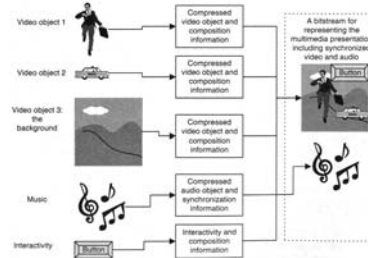 Video object 1
Compressed
video object and
composition
information
A bitstream for
representing the
multimedia presentation
including synchronized
video and audio
Button
Video object 2
Compressed
video object and
composition
information
Video object 3:
the
background
Compressed
video object and
composition
information
Music
Compressed
audio object and
synchronization
information
Interactivity
Button
Interactivity and
composition
information